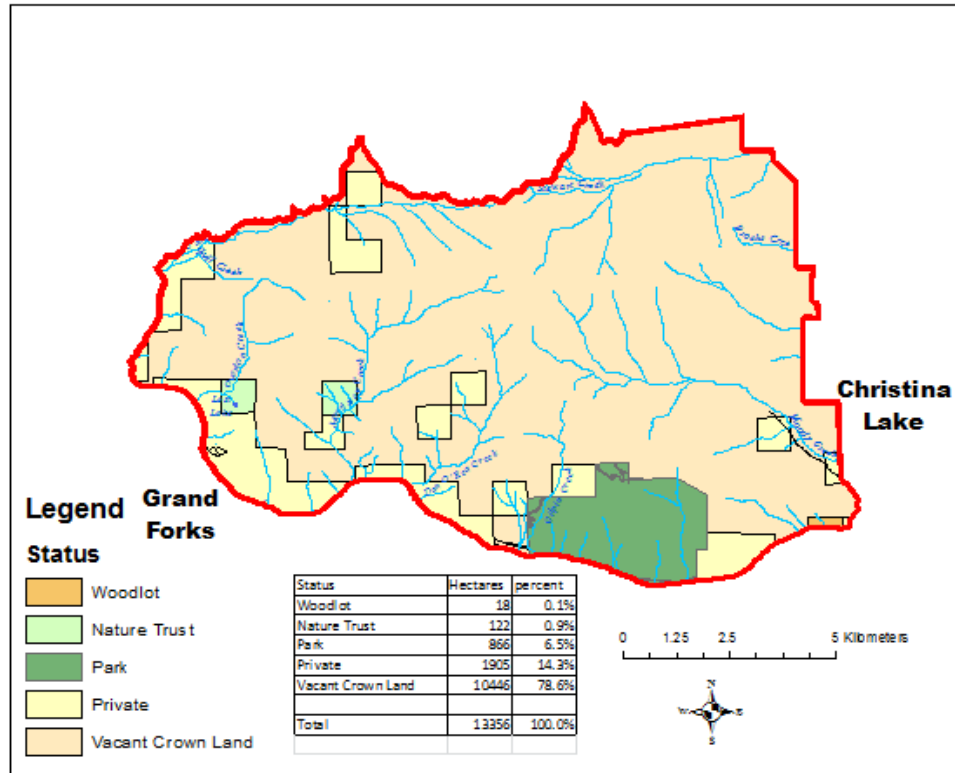 Stewart Creek
Christina
Lake
Grand
Forks
Legend
Status
Woodlot
Nature Trust
Park
Private
Vacant Crown Land
Status Hectares percent
Woodlot 18 0.1%
Nature Trust 122 0.9%
Park 866 6.5%
Private 1905 14.3%
Vacant Crown Land 10446 78.6%
Total 13356 100.0%
0 1.25 2.5 5 Kilometers
N
W E
S